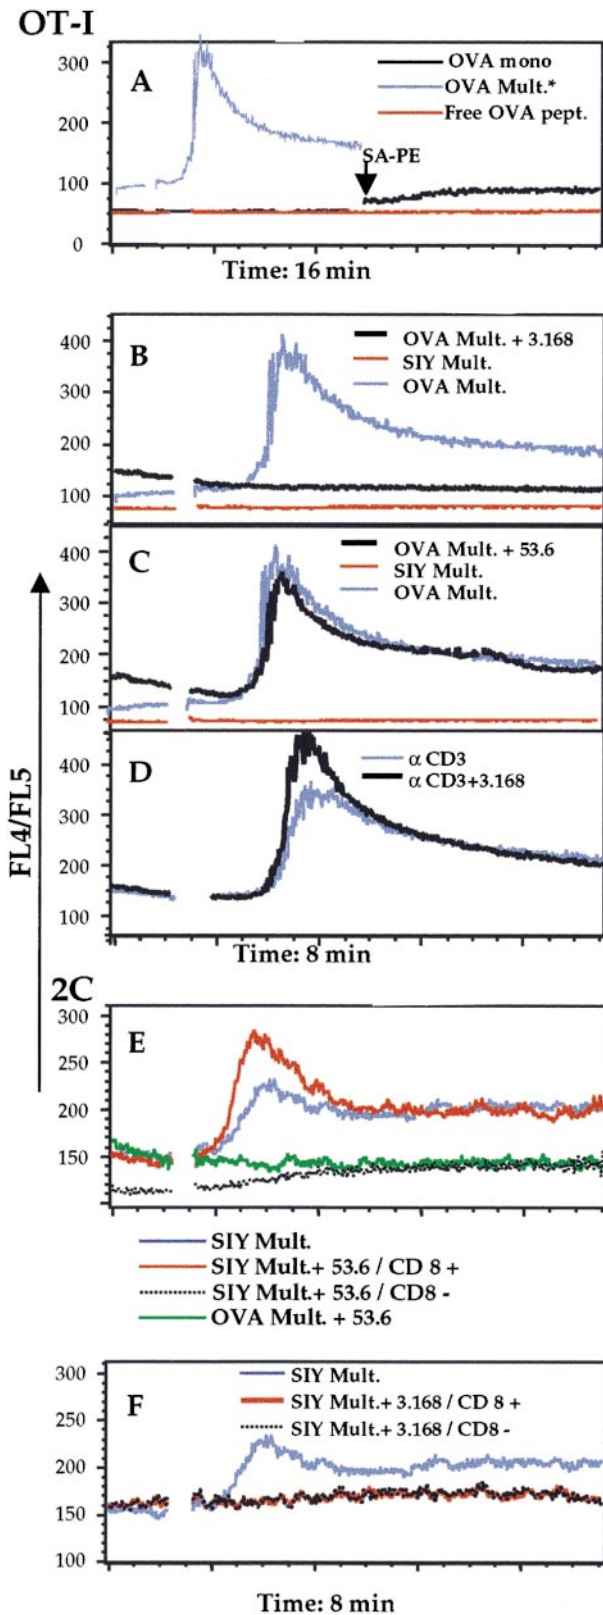 OT-I
A
OVA mono
OVA Mult.*
Free OVA pept.
SA-PE
300
200
100
0
Time: 16 min
B
OVA Mult. + 3.168
SIY Mult.
OVA Mult.
400
300
200
100
C
OVA Mult. + 53.6
SIY Mult.
OVA Mult.
400
300
200
100
D
α CD3
α CD3+3.168
400
300
200
100
Time: 8 min
FL4/FL5
2C
E
300
250
200
150
SIY Mult.
SIY Mult.+ 53.6 / CD 8 +
SIY Mult.+ 53.6 / CD8 -
OVA Mult. + 53.6
F
SIY Mult.
SIY Mult.+ 3.168 / CD 8 +
SIY Mult.+ 3.168 / CD8 -
300
250
200
150
100
Time: 8 min